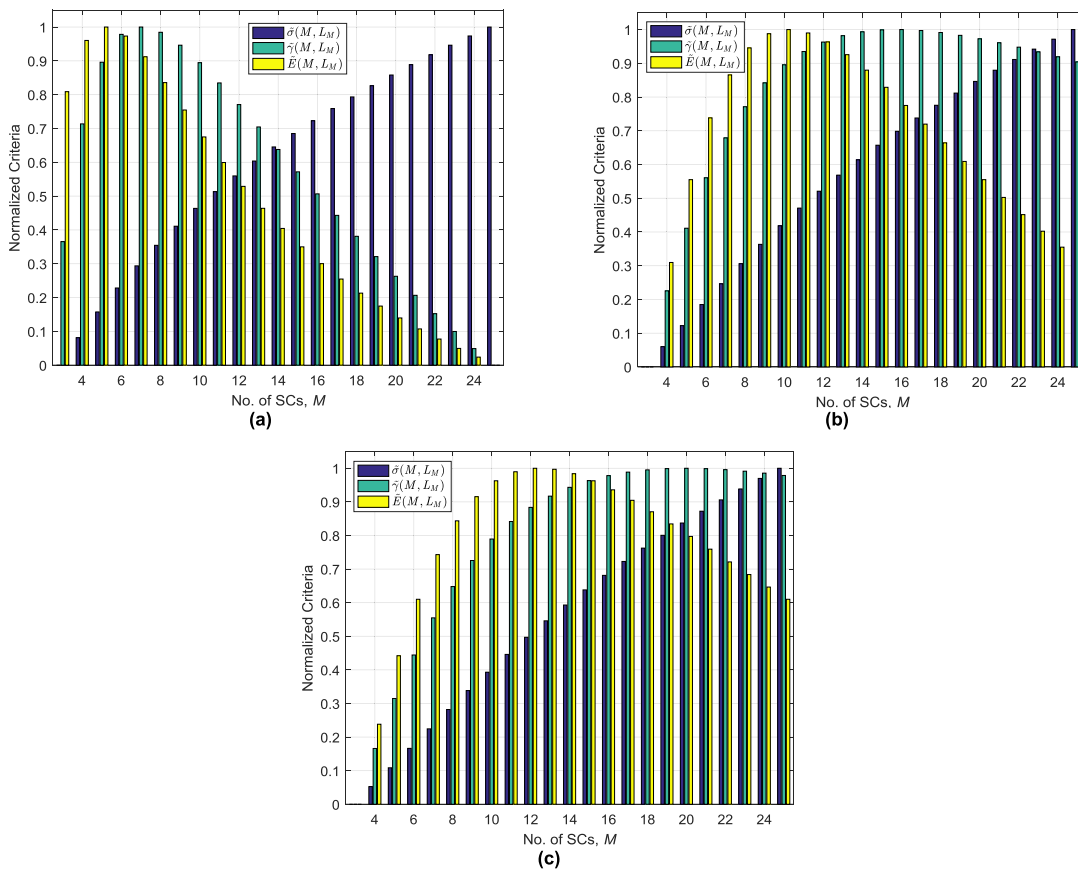 1
0.9
0.8
0.7
0.6
0.5
0.4
0.3
0.2
0.1
0
Normalized Criteria
σ̃(M, L_M)
γ̃(M, L_M)
Ẽ(M, L_M)
4 6 8 10 12 14 16 18 20 22 24
No. of SCs, M
(a)
1
0.9
0.8
0.7
0.6
0.5
0.4
0.3
0.2
0.1
0
Normalized Criteria
σ̃(M, L_M)
γ̃(M, L_M)
Ẽ(M, L_M)
4 6 8 10 12 14 16 18 20 22 24
No. of SCs, M
(b)
1
0.9
0.8
0.7
0.6
0.5
0.4
0.3
0.2
0.1
0
Normalized Criteria
σ̃(M, L_M)
γ̃(M, L_M)
Ẽ(M, L_M)
4 6 8 10 12 14 16 18 20 22 24
No. of SCs, M
(c)